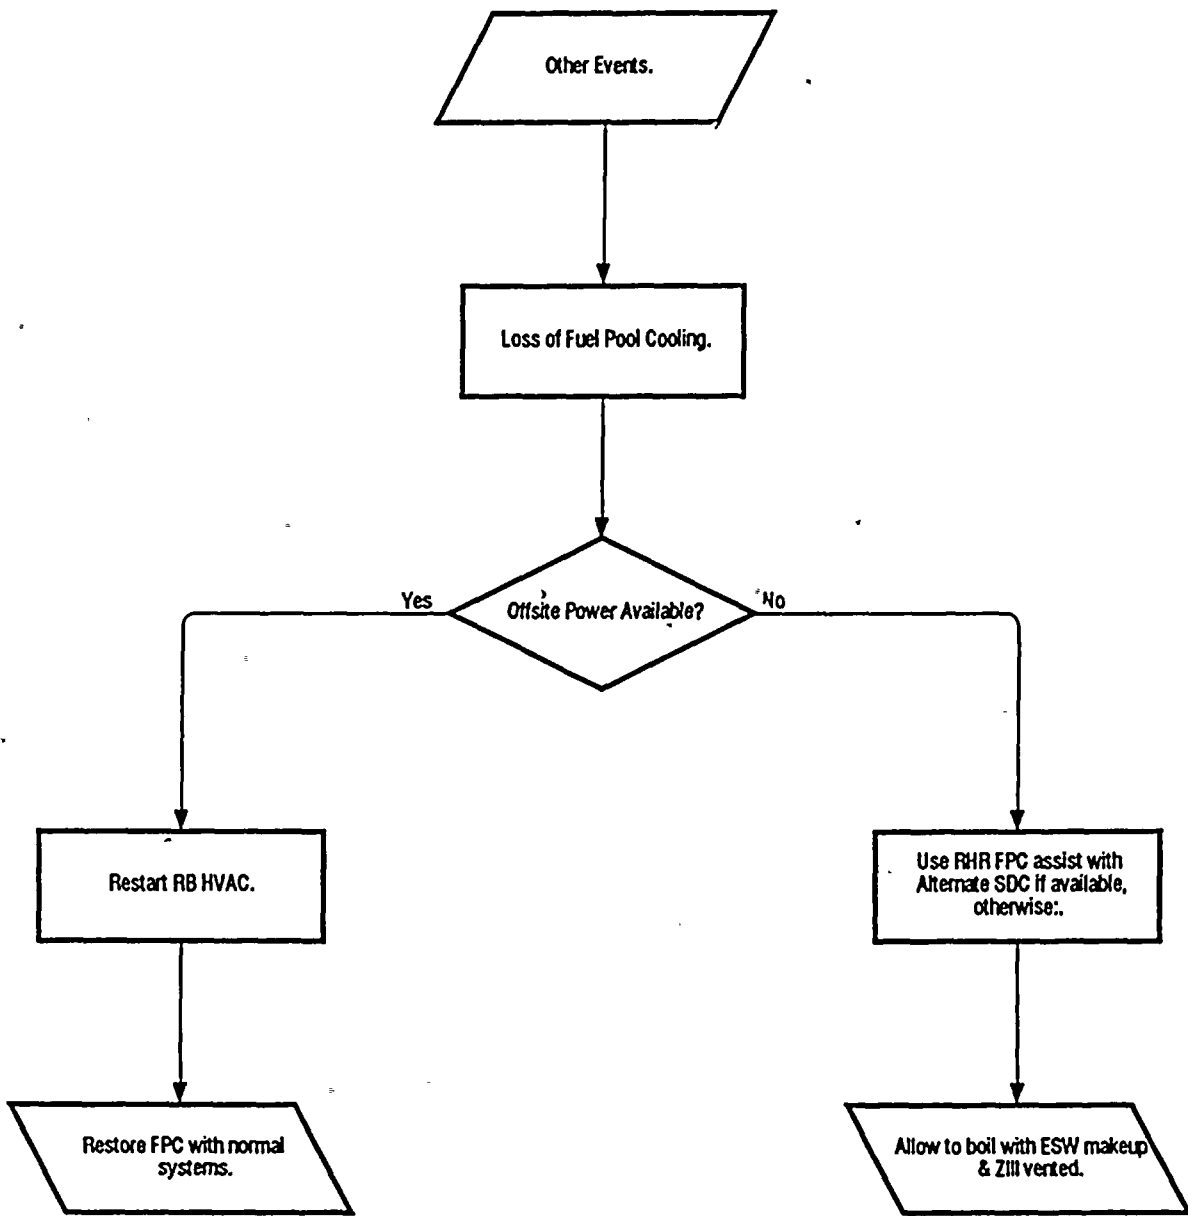 Other Events.
Loss of Fuel Pool Cooling.
Yes
Offsite Power Available?
No
Restart RB HVAC.
Use RHR FPC assist with
Alternate SDC if available,
otherwise:.
Restore FPC with normal
systems.
Allow to boil with ESW makeup
& ZIII vented.